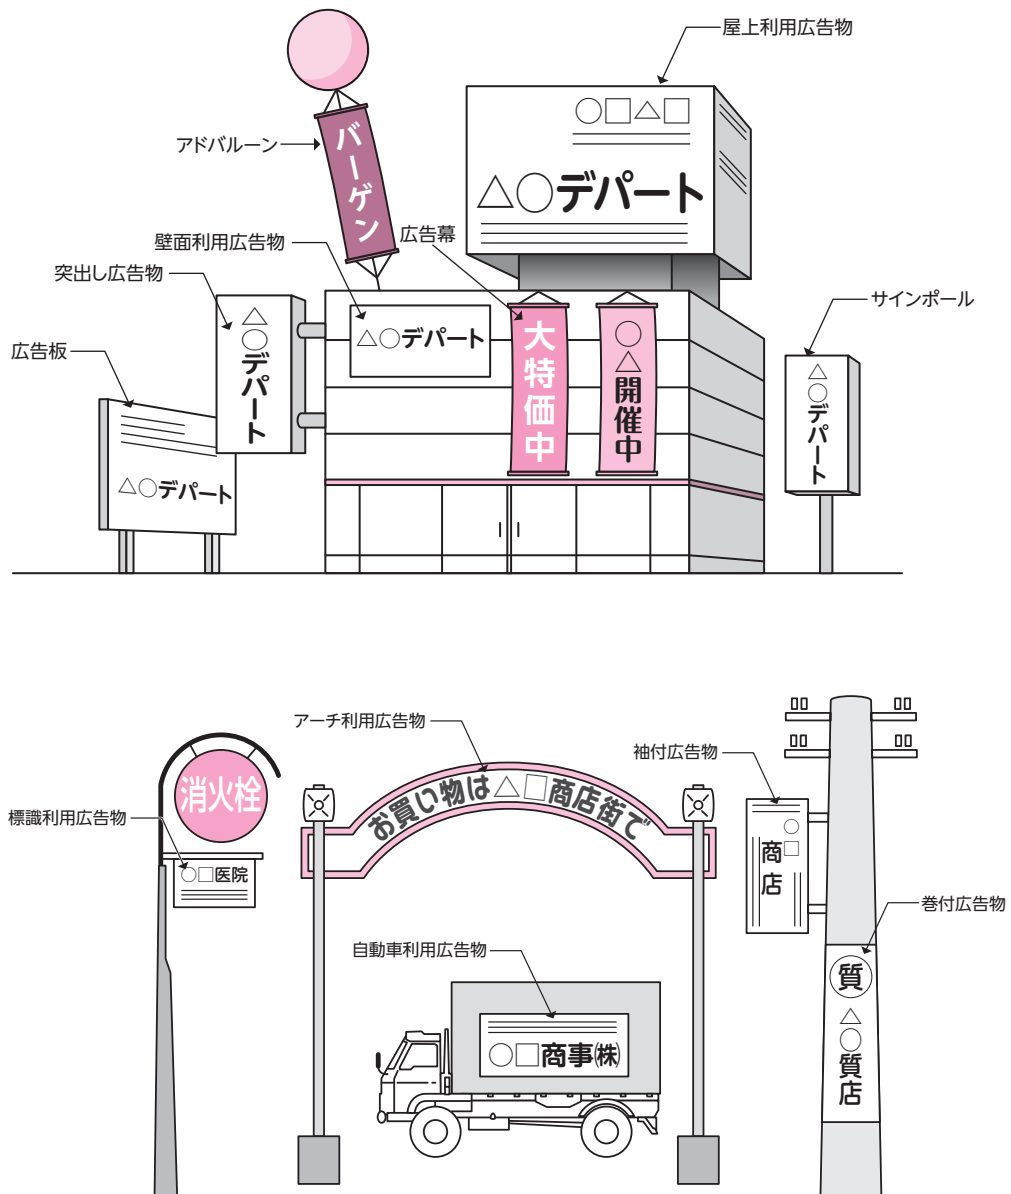 屋上利用広告物
○□△□
△○デパート
アドバルーン
バーゲン
壁面利用広告物
広告幕
突出し広告物
サインポール
広告板
△○デパート
△○デパート
大特価中
○△開催中
△○デパート
△○デパート
アーチ利用広告物
袖付広告物
お買い物は△□商店街で
消火栓
標識利用広告物
○□医院
○□商店
巻付広告物
自動車利用広告物
質
△○質店
○□商事㈱